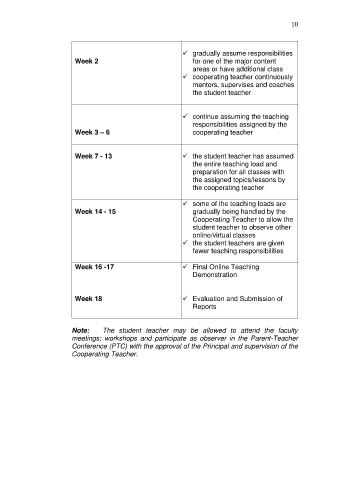 10
Week 2
✓ gradually assume responsibilities
for one of the major content
areas or have additional class
✓ cooperating teacher continuously
mentors, supervises and coaches
the student teacher
Week 3 – 6
✓ continue assuming the teaching
responsibilities assigned by the
cooperating teacher
Week 7 - 13
✓ the student teacher has assumed
the entire teaching load and
preparation for all classes with
the assigned topics/lessons by
the cooperating teacher
Week 14 - 15
✓ some of the teaching loads are
gradually being handled by the
Cooperating Teacher to allow the
student teacher to observe other
online/virtual classes
✓ the student teachers are given
fewer teaching responsibilities
Week 16 -17
✓ Final Online Teaching
Demonstration
Week 18
✓ Evaluation and Submission of
Reports
Note: The student teacher may be allowed to attend the faculty
meetings; workshops and participate as observer in the Parent-Teacher
Conference (PTC) with the approval of the Principal and supervision of the
Cooperating Teacher.